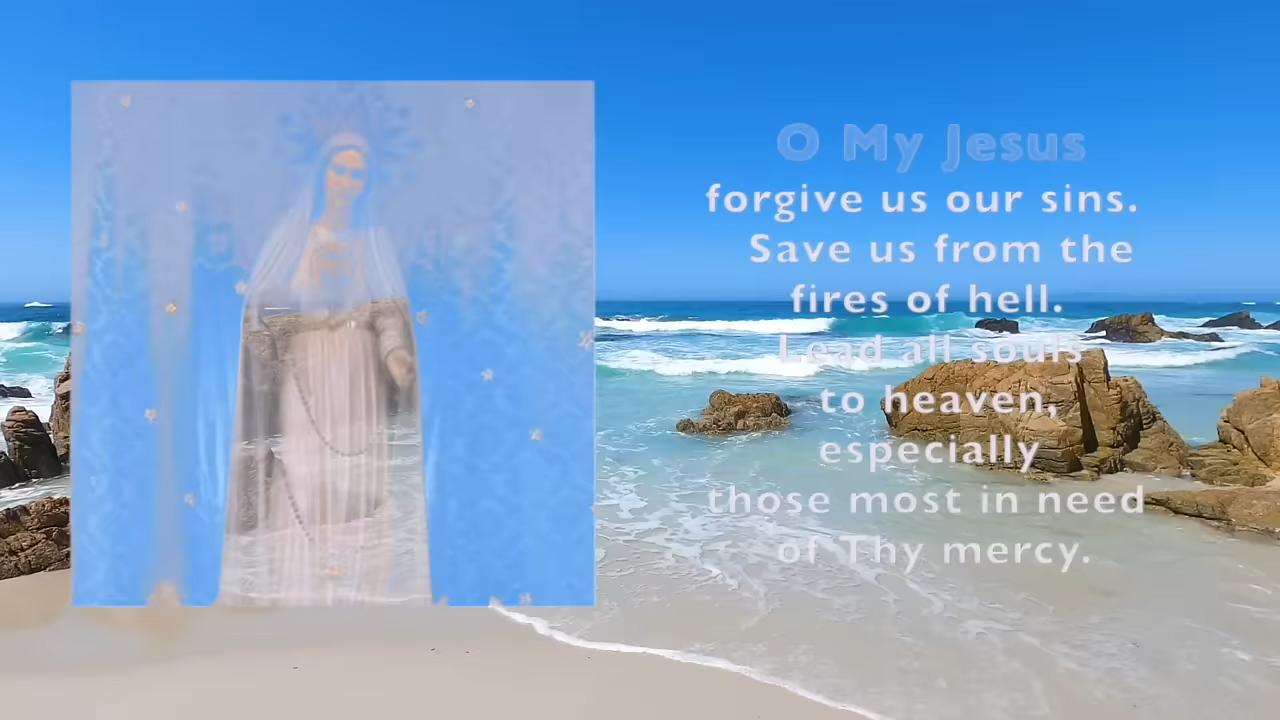 O My Jesus
forgive us our sins.
Save us from the
fires of hell.
Lead all souls
to heaven,
especially
those most in need
of Thy mercy.